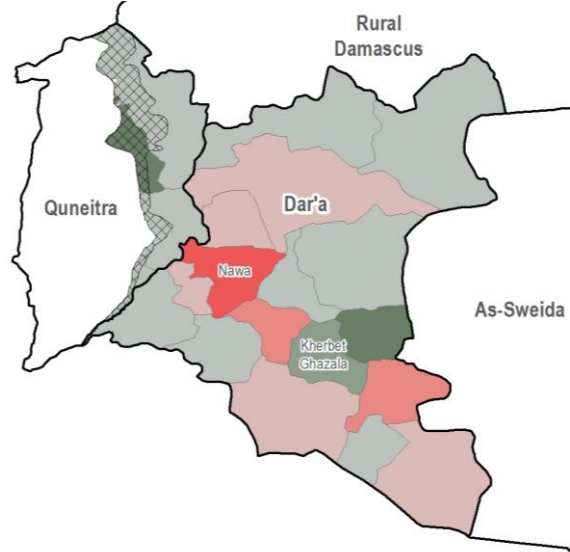 Rural
Damascus
Quneitra
Dar'a
Nawa
As-Sweida
Kherbet
Ghazala